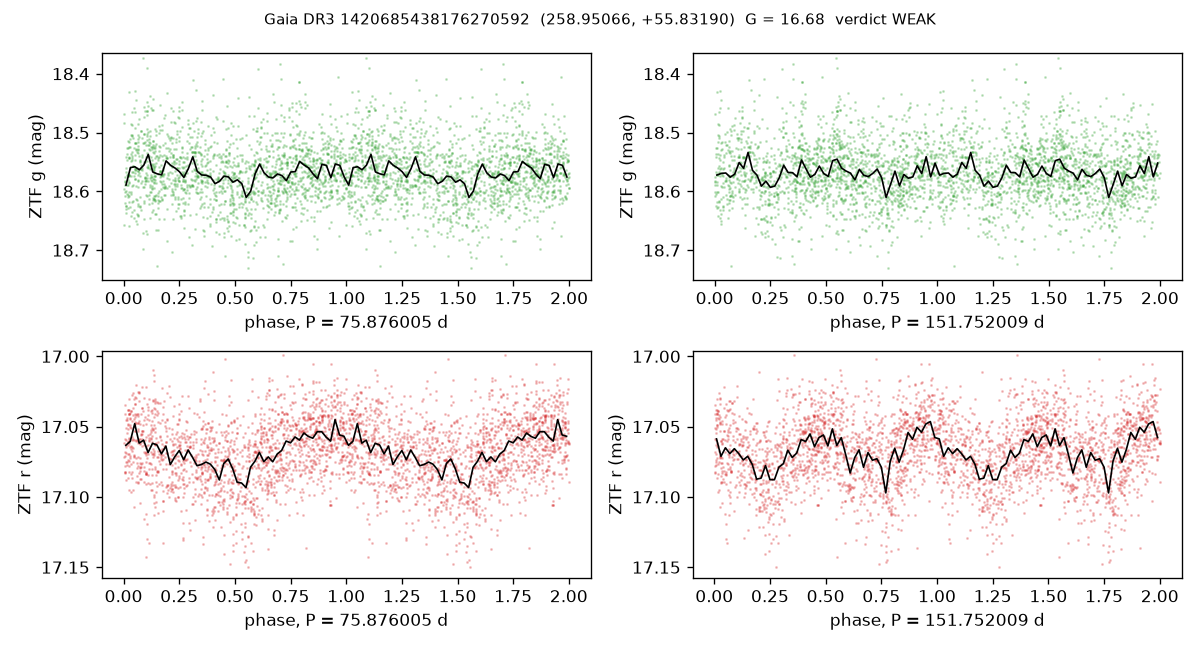 Gaia DR3 1420685438176270592 (258.95066, +55.83190) G = 16.68 verdict WEAK
18.4
18.5
18.6
18.7
ZTF g (mag)
0.00 0.25 0.50 0.75 1.00 1.25 1.50 1.75 2.00
phase, P = 75.876005 d
18.4
18.5
18.6
18.7
ZTF g (mag)
0.00 0.25 0.50 0.75 1.00 1.25 1.50 1.75 2.00
phase, P = 151.752009 d
17.00
17.05
17.10
17.15
ZTF r (mag)
0.00 0.25 0.50 0.75 1.00 1.25 1.50 1.75 2.00
phase, P = 75.876005 d
17.00
17.05
17.10
17.15
ZTF r (mag)
0.00 0.25 0.50 0.75 1.00 1.25 1.50 1.75 2.00
phase, P = 151.752009 d